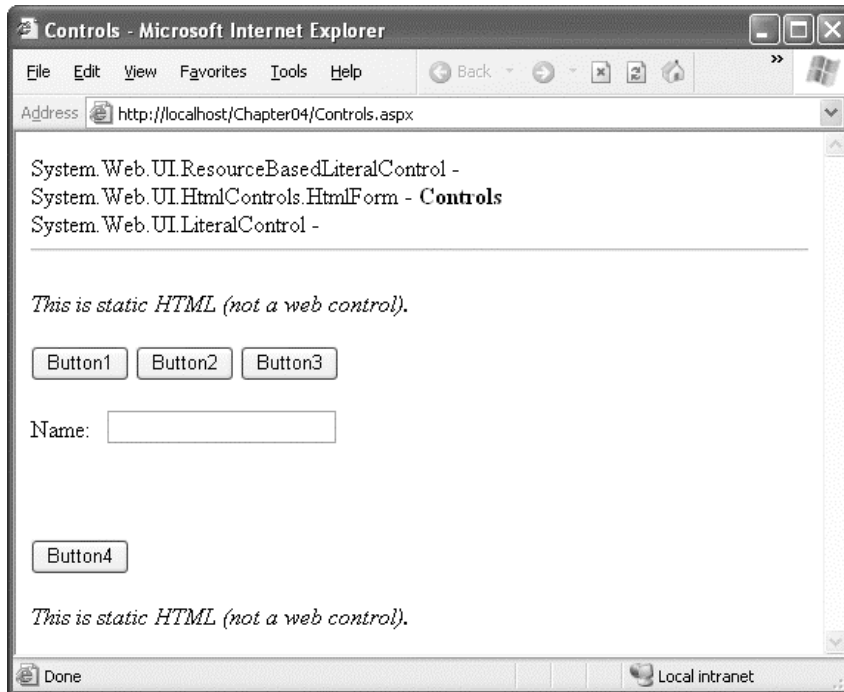 Controls - Microsoft Internet Explorer
File Edit View Favorites Tools Help Back »
Address http://localhost/Chapter04/Controls.aspx
System.Web.UI.ResourceBasedLiteralControl -
System.Web.UI.HtmlControls.HtmlForm - Controls
System.Web.UI.LiteralControl -
This is static HTML (not a web control).
Button1 Button2 Button3
Name:
Button4
This is static HTML (not a web control).
Done Local intranet